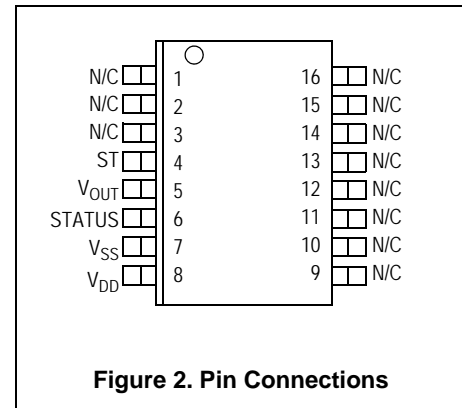 N/C 1 16 N/C
N/C 2 15 N/C
N/C 3 14 N/C
ST 4 13 N/C
VOUT 5 12 N/C
STATUS 6 11 N/C
VSS 7 10 N/C
VDD 8 9 N/C
Figure 2. Pin Connections